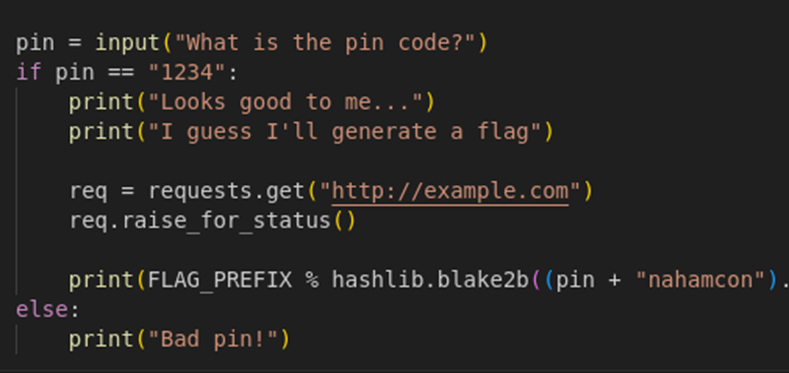 pin = input("What is the pin code?")
if pin == "1234":
    print("Looks good to me...")
    print("I guess I'll generate a flag")
    req = requests.get("http://example.com")
    req.raise_for_status()
    print(FLAG_PREFIX % hashlib.blake2b((pin + "nahamcon").
else:
    print("Bad pin!")